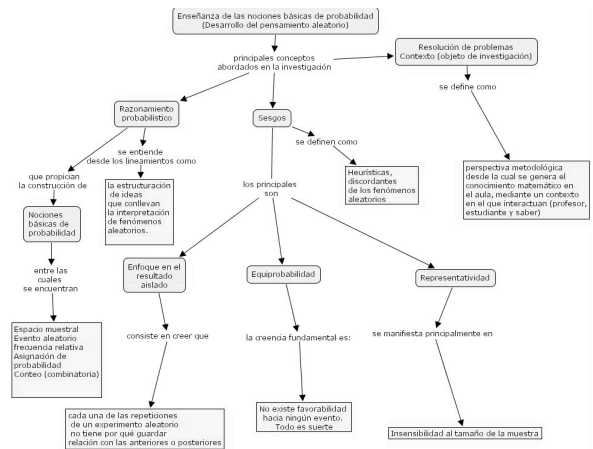 Enseñanza de las nociones básicas de probabilidad
(Desarrollo del pensamiento aleatorio)
principales conceptos
abordados en la investigación
Resolución de problemas
Contexto (objeto de investigación)
se define como
perspectiva metodológica
desde la cual se genera el
conocimiento matemático en
el aula, mediante un contexto
en el que interactuan (profesor,
estudiante y saber)
Razonamiento
probabilístico
se entiende
desde los lineamientos como
la estructuración
de ideas
que conllevan
la interpretación
de fenómenos
aleatorios.
que propician
la construcción de
Nociones
básicas de
probabilidad
entre las
cuales
se encuentran
Espacio muestral
Evento aleatorio
frecuencia relativa
Asignación de
probabilidad
Conteo (combinatoria)
Sesgos
se definen como
Heurísticas,
discordantes
de los fenómenos
aleatorios
los principales
son
Enfoque en el
resultado
aislado
consiste en creer que
cada una de las repeticiones
de un experimento aleatorio
no tiene por qué guardar
relación con las anteriores o posteriores
Equiprobabilidad
la creencia fundamental es:
No existe favorabilidad
hacia ningún evento.
Todo es suerte
Representatividad
se manifiesta principalmente en
Insensibilidad al tamaño de la muestra